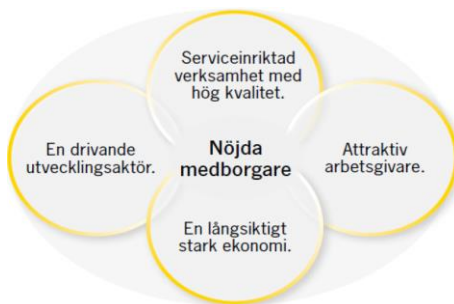 Serviceinriktad
verksamhet med
hög kvalitet.
En drivande
utvecklingsaktör.
Nöjda
medborgare
Attraktiv
arbetsgivare.
En långsiktigt
stark ekonomi.